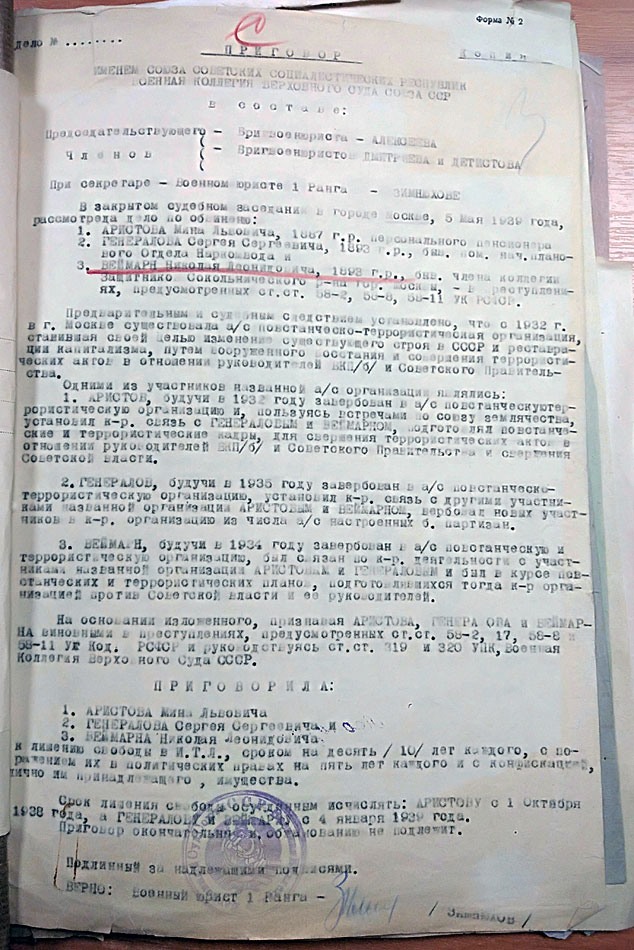 Форма № 2
дело № ........
ПРИГОВОР
Копия
ИМЕНЕМ СОЮЗА СОВЕТСКИХ СОЦИАЛИСТИЧЕСКИХ РЕСПУБЛИК
ВОЕННАЯ КОЛЛЕГИЯ ВЕРХОВНОГО СУДА СОЮЗА ССР
в составе:
Председательствующего - Бригвоенюриста - АЛЕКСЕЕВА
Членов - Бригвоенюристов ДМИТРИЕВА и ДЕТИСТОВА
При секретаре - Военном юристе 1 Ранга - ЗИМНЮХОВЕ
В закрытом судебном заседании в городе Москве, 5 мая 1939 года,
рассмотрела дело по обвинению:
1. АРИСТОВА Мина Львовича, 1887 г.р. персонального пенсионера
2. ГЕНЕРАЛОВА Сергея Сергеевича, 1893 г.р., быв. пом. нач.плано-
вого Отдела Наркомвода и
3. ВЕЙМАРН Николая Леонидовича, 1893 г.р., быв. члена коллегии
защитников Сокольнического р-на гор. Москвы, - в преступлени-
ях, предусмотренных ст.ст. 58-2, 58-8, 58-11 УК РСФСР.
Предварительным и судебным следствием установлено, что с 1932 г.
в г. Москве существовала а/с повстанческо-террористическая организация,
ставившая своей целью изменение существующего строя в СССР и реставра-
ции капитализма, путем вооруженного восстания и совершения террористи-
ческих актов в отношении руководителей ВКП/б/ и Советского Правитель-
ства.
Одними из участников названной а/с организации являлись:
1. АРИСТОВ, будучи в 1932 году завербован в а/с повстанческутер-
рористическую организацию и, пользуясь встречами по союзу землячества,
установил к-р. связь с ГЕНЕРАЛОВЫМ и ВЕЙМАРНОМ, подготовлял повстанче-
ские и террористические кадры, для свершения террористических актов в
отношении руководителей ВКП/б/ и Советского Правительства и свершения
Советской власти.
2. ГЕНЕРАЛОВ, будучи в 1935 году завербован в а/с повстанческо-
террористическую организацию, установил к-р. связь с другими участни-
ками названной организации АРИСТОВЫМ и ВЕЙМАРНОМ, вербовал новых участ-
ников в к-р. организацию из числа а/с настроенных б. партизан.
3. ВЕЙМАРН, будучи в 1934 году завербован в а/с повстанческую и
террористическую организацию, был связан по к-р. деятельности с участ-
никами названной организации АРИСТОВЫМ и ГЕНЕРАЛОВЫМ и был в курсе пов-
станческих и террористических планов, подготовлявшихся тогда к-р орга-
низацией против Советской власти и ее руководителей.
На основании изложенного, признавая АРИСТОВА, ГЕНЕРАЛОВА и ВЕЙМАР-
НА виновными в преступлениях, предусмотренных ст.ст. 58-2, 17, 58-8 и
58-11 УГ Код. РСФСР и руководствуясь ст.ст. 319 и 320 УПК, Военная
Коллегия Верховного Суда СССР.
ПРИГОВОРИЛА:
1. АРИСТОВА Мина Львовича
2. ГЕНЕРАЛОВА Сергея Сергеевича и
3. ВЕЙМАРНА Николая Леонидовича
к лишению свободы в И.Т.Л., сроком на десять /10/ лет каждого, с по-
ражением их в политических правах на пять лет каждого и с конфискацией,
лично им принадлежащего, имущества.
Срок лишения свободы осужденным исчислять: АРИСТОВУ с 1 Октября
1938 года, а ГЕНЕРАЛОВУ и ВЕЙМАРНУ с 4 января 1939 года.
Приговор окончательный и обжалованию не подлежит.
Подлинный за надлежащими подписями.
ВЕРНО: Военный юрист 1 Ранга - / Зимнюхов /